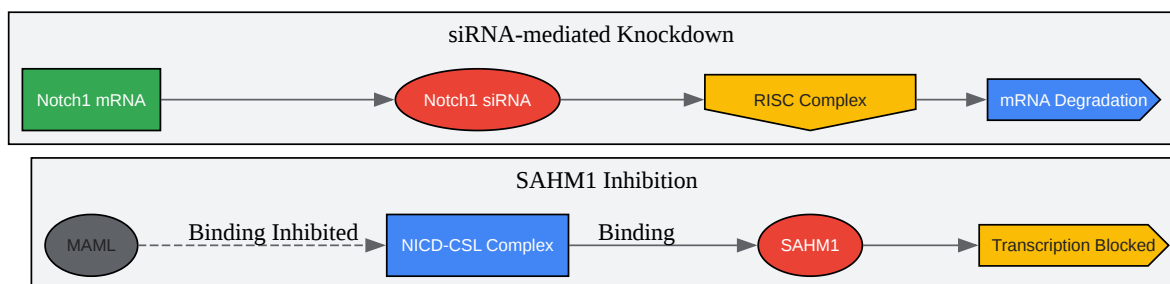 siRNA-mediated Knockdown
Notch1 mRNA
Notch1 siRNA
RISC Complex
mRNA Degradation
SAHM1 Inhibition
MAML
Binding Inhibited
NICD-CSL Complex
Binding
SAHM1
Transcription Blocked